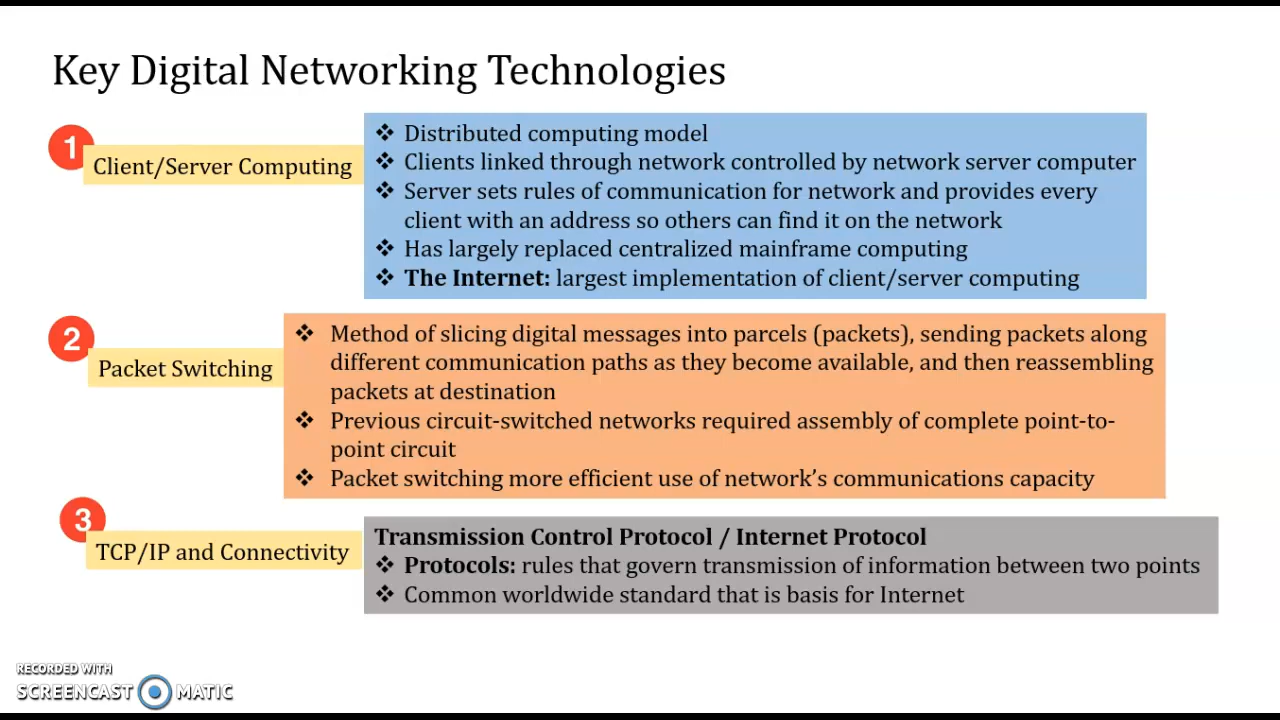 Key Digital Networking Technologies
1
Client/Server Computing
❖ Distributed computing model
❖ Clients linked through network controlled by network server computer
❖ Server sets rules of communication for network and provides every
client with an address so others can find it on the network
❖ Has largely replaced centralized mainframe computing
❖ The Internet: largest implementation of client/server computing
2
Packet Switching
❖ Method of slicing digital messages into parcels (packets), sending packets along
different communication paths as they become available, and then reassembling
packets at destination
❖ Previous circuit-switched networks required assembly of complete point-to-
point circuit
❖ Packet switching more efficient use of network’s communications capacity
3
TCP/IP and Connectivity
Transmission Control Protocol / Internet Protocol
❖ Protocols: rules that govern transmission of information between two points
❖ Common worldwide standard that is basis for Internet
RECORDED WITH
SCREENCAST MATIC